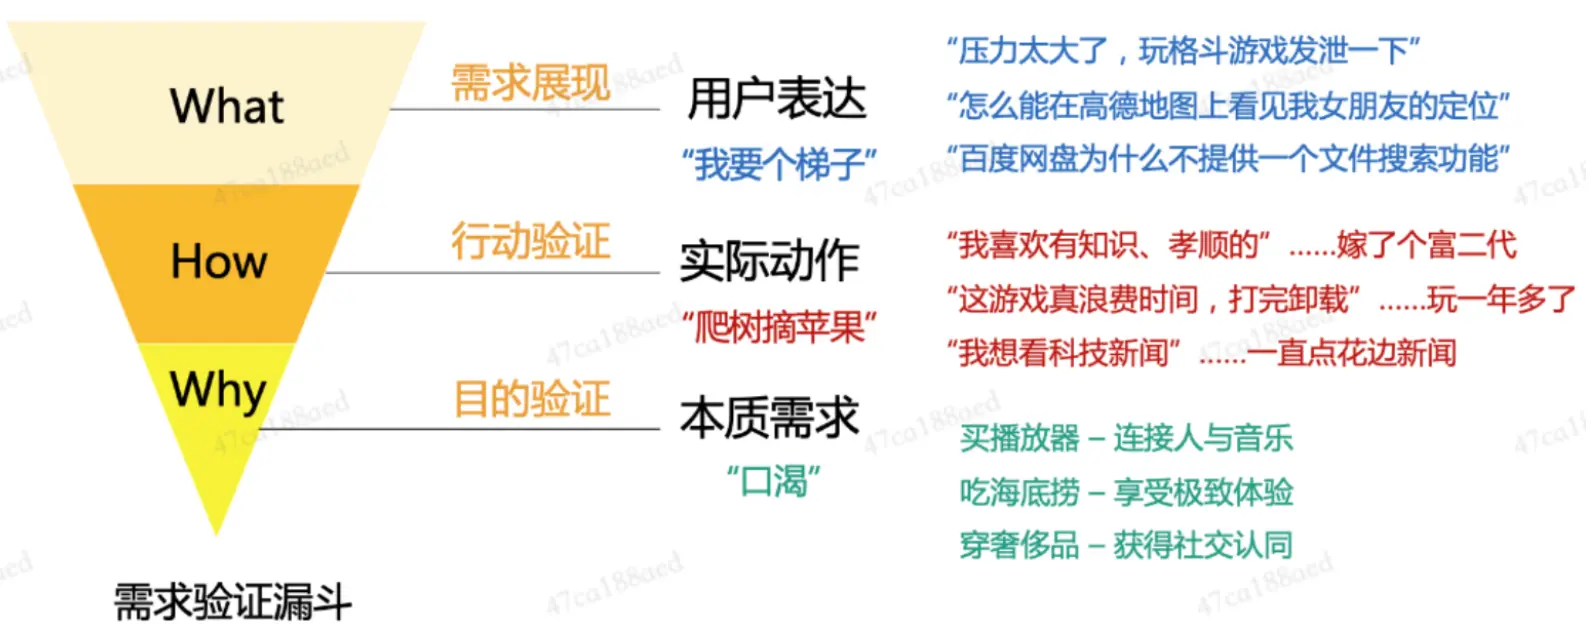 What
需求展现
用户表达
“我要个梯子”
“压力太大了，玩格斗游戏发泄一下”
“怎么能在高德地图上看见我女朋友的定位”
“百度网盘为什么不提供一个文件搜索功能”
How
行动验证
实际动作
“爬树摘苹果”
“我喜欢有知识、孝顺的” ……嫁了个富二代
“这游戏真浪费时间，打完卸载” ……玩一年多了
“我想看科技新闻” ……一直点花边新闻
Why
目的验证
本质需求
“口渴”
买播放器 – 连接人与音乐
吃海底捞 – 享受极致体验
穿奢侈品 – 获得社交认同
需求验证漏斗
47ca188aed